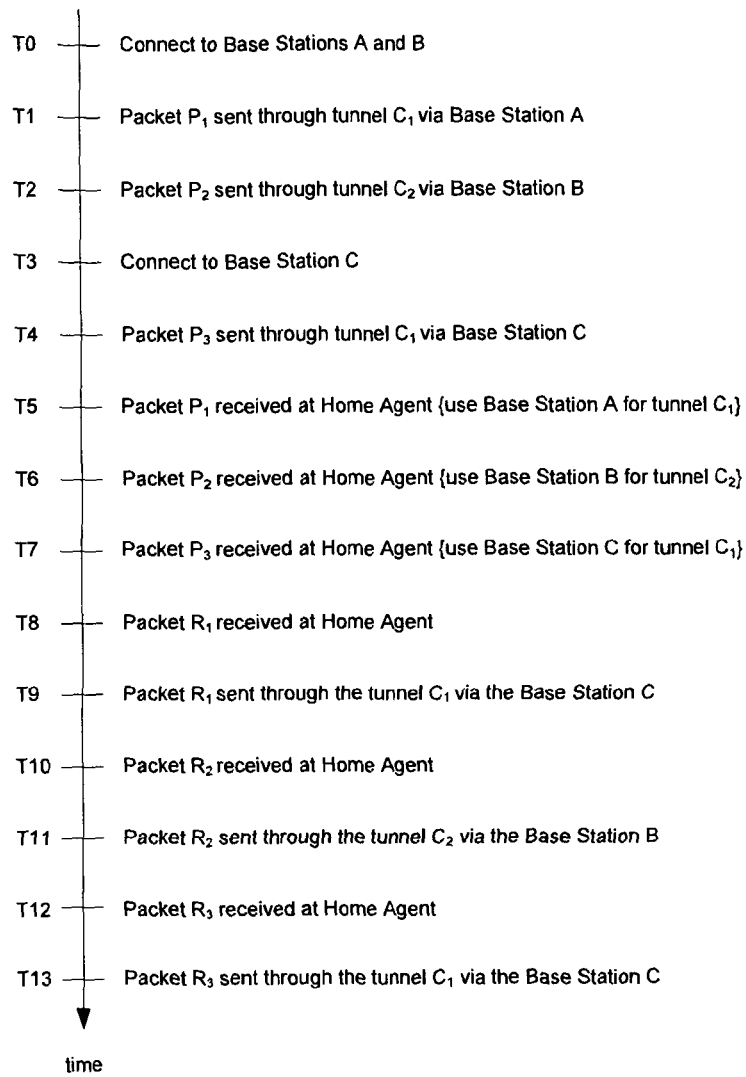 T0 Connect to Base Stations A and B
T1 Packet P₁ sent through tunnel C₁ via Base Station A
T2 Packet P₂ sent through tunnel C₂ via Base Station B
T3 Connect to Base Station C
T4 Packet P₃ sent through tunnel C₁ via Base Station C
T5 Packet P₁ received at Home Agent {use Base Station A for tunnel C₁}
T6 Packet P₂ received at Home Agent {use Base Station B for tunnel C₂}
T7 Packet P₃ received at Home Agent {use Base Station C for tunnel C₁}
T8 Packet R₁ received at Home Agent
T9 Packet R₁ sent through the tunnel C₁ via the Base Station C
T10 Packet R₂ received at Home Agent
T11 Packet R₂ sent through the tunnel C₂ via the Base Station B
T12 Packet R₃ received at Home Agent
T13 Packet R₃ sent through the tunnel C₁ via the Base Station C
time